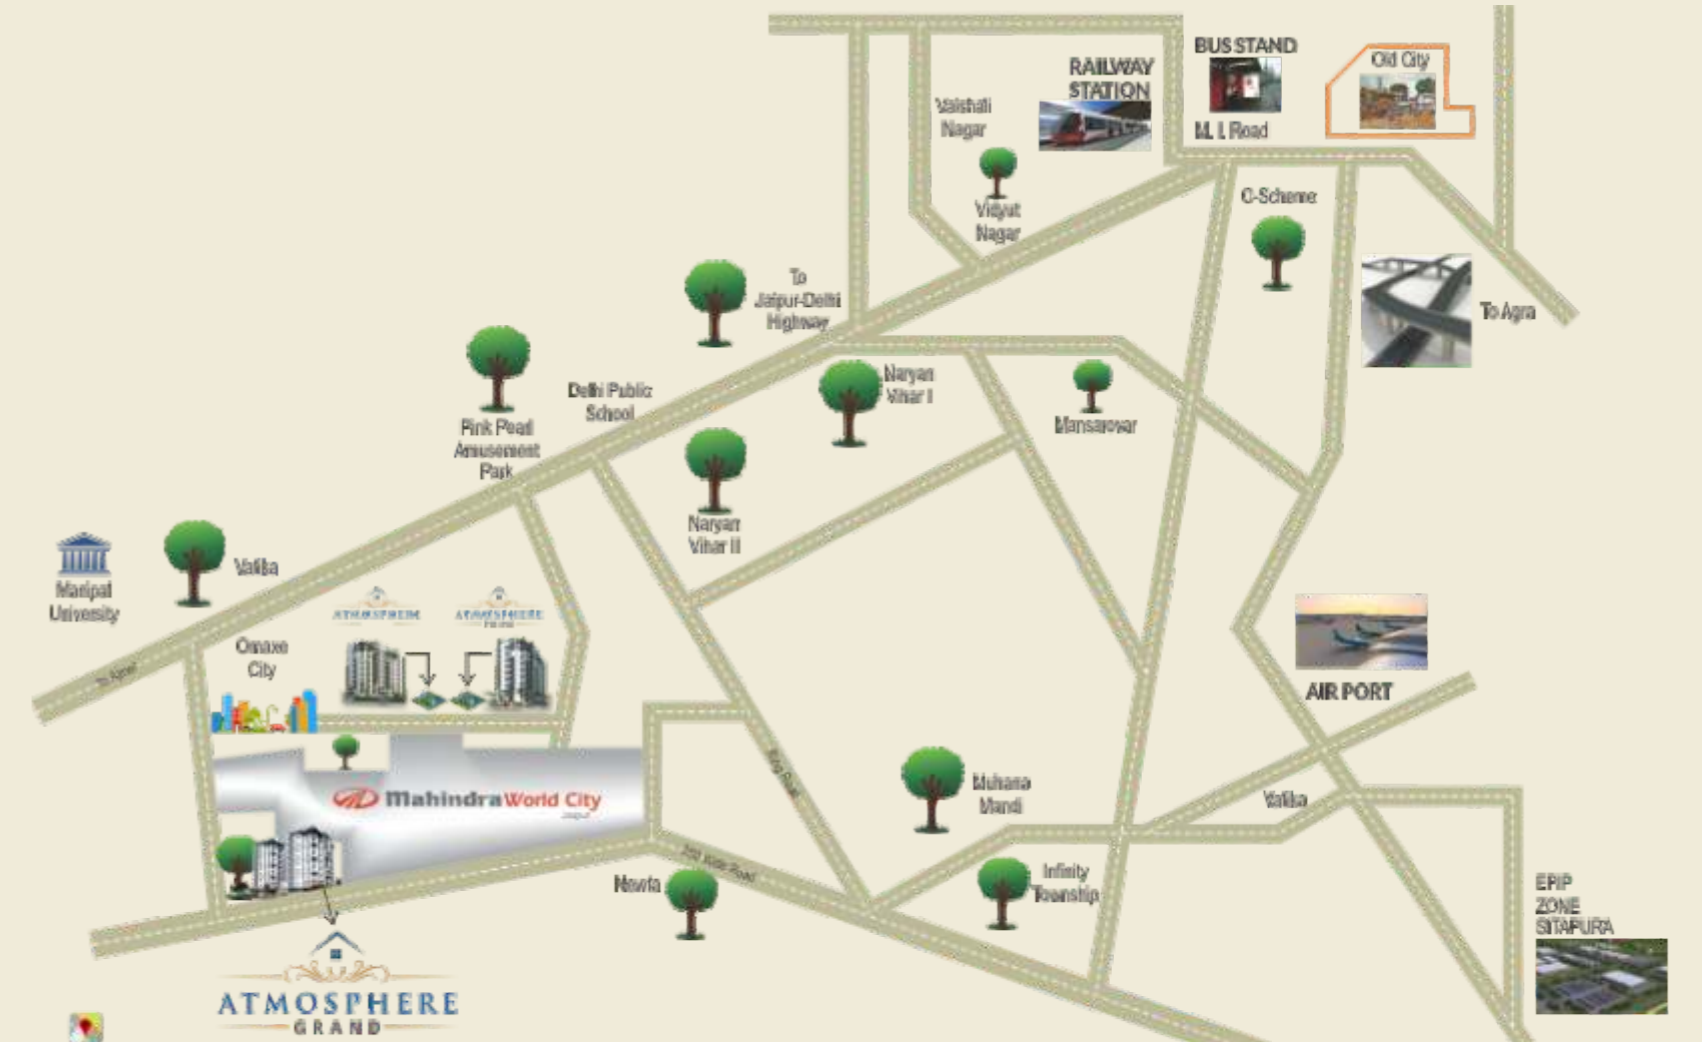 BUS STAND
Old City
RAILWAY
STATION
Vaishali
Nagar
M. I. Road
C-Scheme
Vidyut
Nagar
To
Jaipur-Delhi
Highway
To Agra
Naryan
Vihar I
Delhi Public
School
Pink Pearl
Amusement
Park
Mansarovar
Naryan
Vihar II
Vatika
Manipal
University
ATMOSPHERE
Omaxe
City
To Ajmer
AIR PORT
Ring Road
Muhana
Mandi
Vatika
Mahindra World City
Jaipur
Road
Newta
Infinity
Township
EPIP
ZONE
SITAPURA
ATMOSPHERE
GRAND